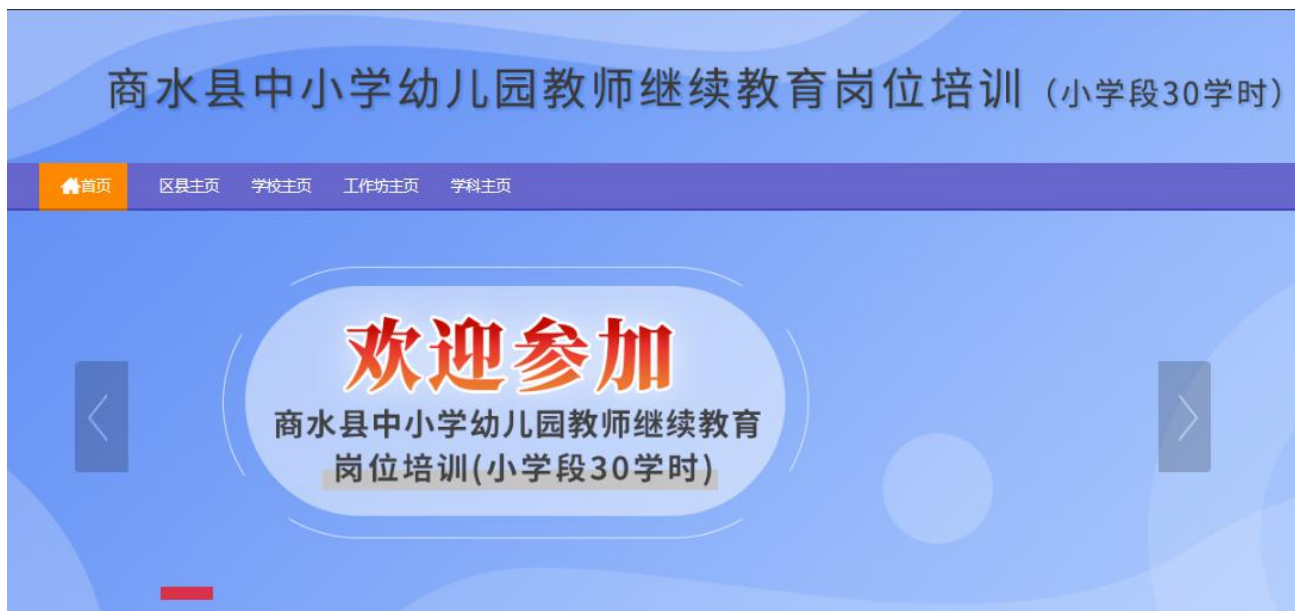 商水县中小学幼儿园教师继续教育岗位培训（小学段30学时）
首页 区县主页 学校主页 工作坊主页 学科主页
欢迎参加
商水县中小学幼儿园教师继续教育
岗位培训(小学段30学时)